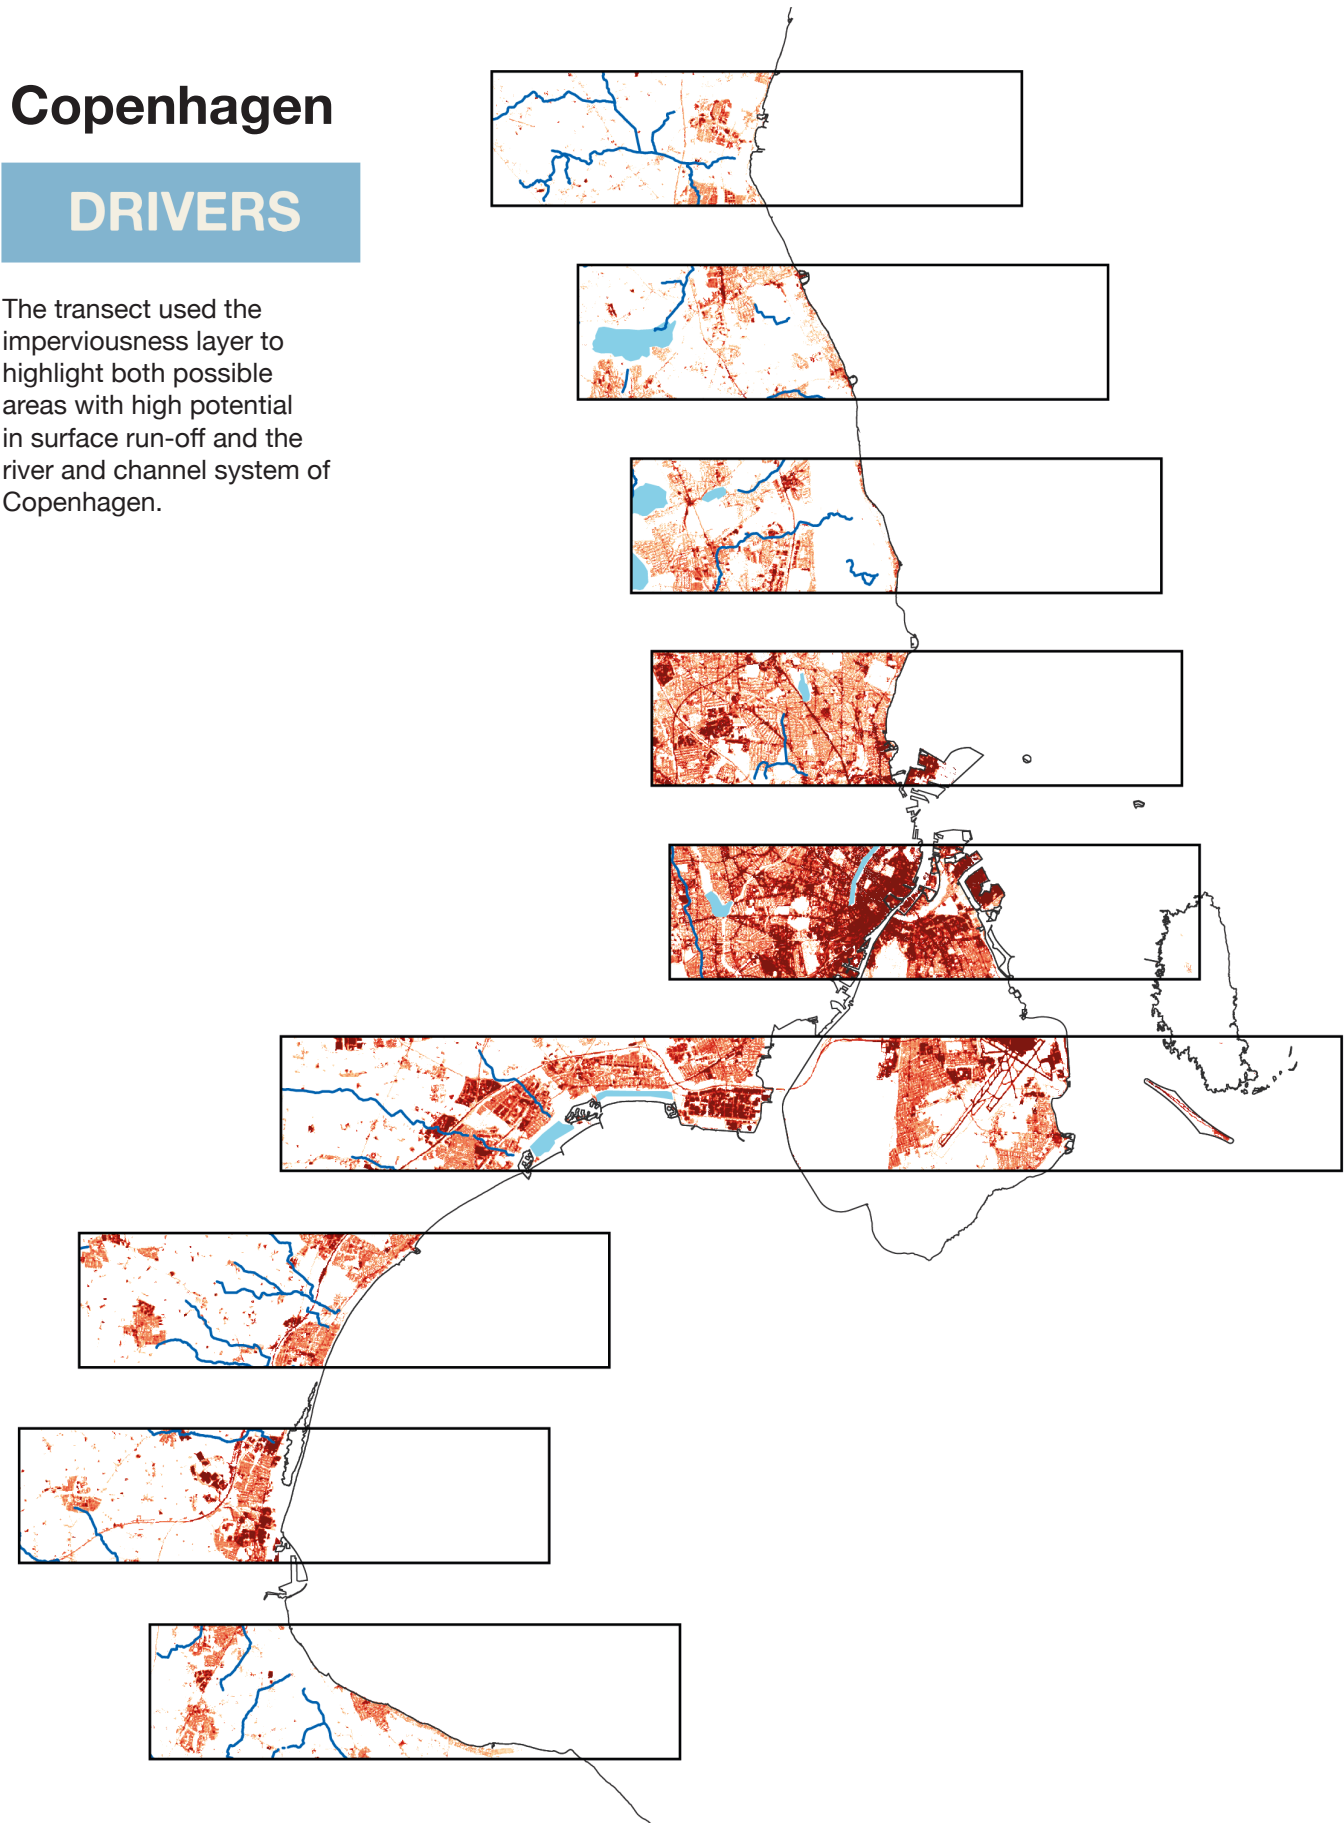 Copenhagen
DRIVERS
The transect used the
imperviousness layer to
highlight both possible
areas with high potential
in surface run-off and the
river and channel system of
Copenhagen.